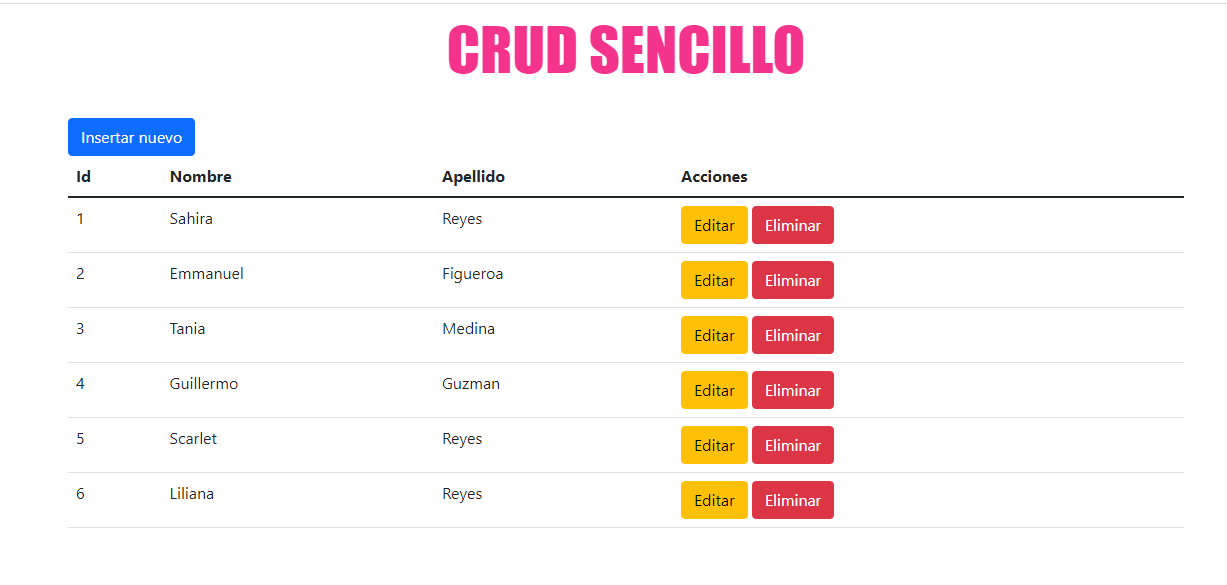 CRUD SENCILLO
Insertar nuevo
Id Nombre Apellido Acciones
1 Sahira Reyes Editar Eliminar
2 Emmanuel Figueroa Editar Eliminar
3 Tania Medina Editar Eliminar
4 Guillermo Guzman Editar Eliminar
5 Scarlet Reyes Editar Eliminar
6 Liliana Reyes Editar Eliminar